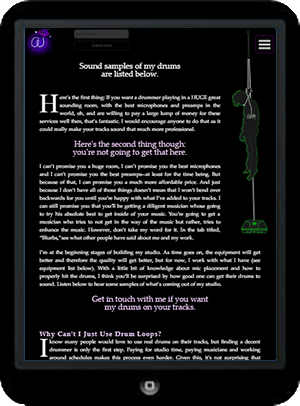 Sound samples of my drums
are listed below.
Here's the first thing: If you want a drummer playing in a HUGE great
sounding room, with the best microphones and preamps in the
world, oh, and are willing to pay a large lump of money for these
services well then, that's fantastic. I would encourage anyone to do that as it
could really make your tracks sound that much more professional.
Here's the second thing though:
you're not going to get that here.
I can't promise you a huge room, I can't promise you the best microphones
and I can't promise you the best preamps--at least for the time being. But
because of that, I can promise you a much more affordable price. And just
because I don't have all of those things doesn't mean that I won't bend over
backwards for you until you're happy with what I've added to your tracks. I
can still promise you that you'll be getting a diligent musician whose going
to try his absolute best to get inside of your music. You're going to get a
musician who tries to not get in the way of the music but rather, tries to
enhance the music. However, don't take my word for it. In the tab titled,
"Blurbs," see what other people have said about me and my work.
I'm at the beginning stages of building my studio. As time goes on, the equipment will get
better and therefore the quality will get better, but for now, I work with what I have (see
equipment list below). With a little bit of knowledge about mic placement and how to
properly hit the drums, I think you'll be surprised by how good one can get their drums to
sound. Listen below to hear some samples of what's coming out of my studio.
Get in touch with me if you want
my drums on your tracks.
Why Can't I Just Use Drum Loops?
I know many people would love to use real drums on their tracks, but finding a decent
drummer is only the first step. Paying for studio time, paying musicians and working
around schedules makes this process even harder. Given this, it's not surprising that